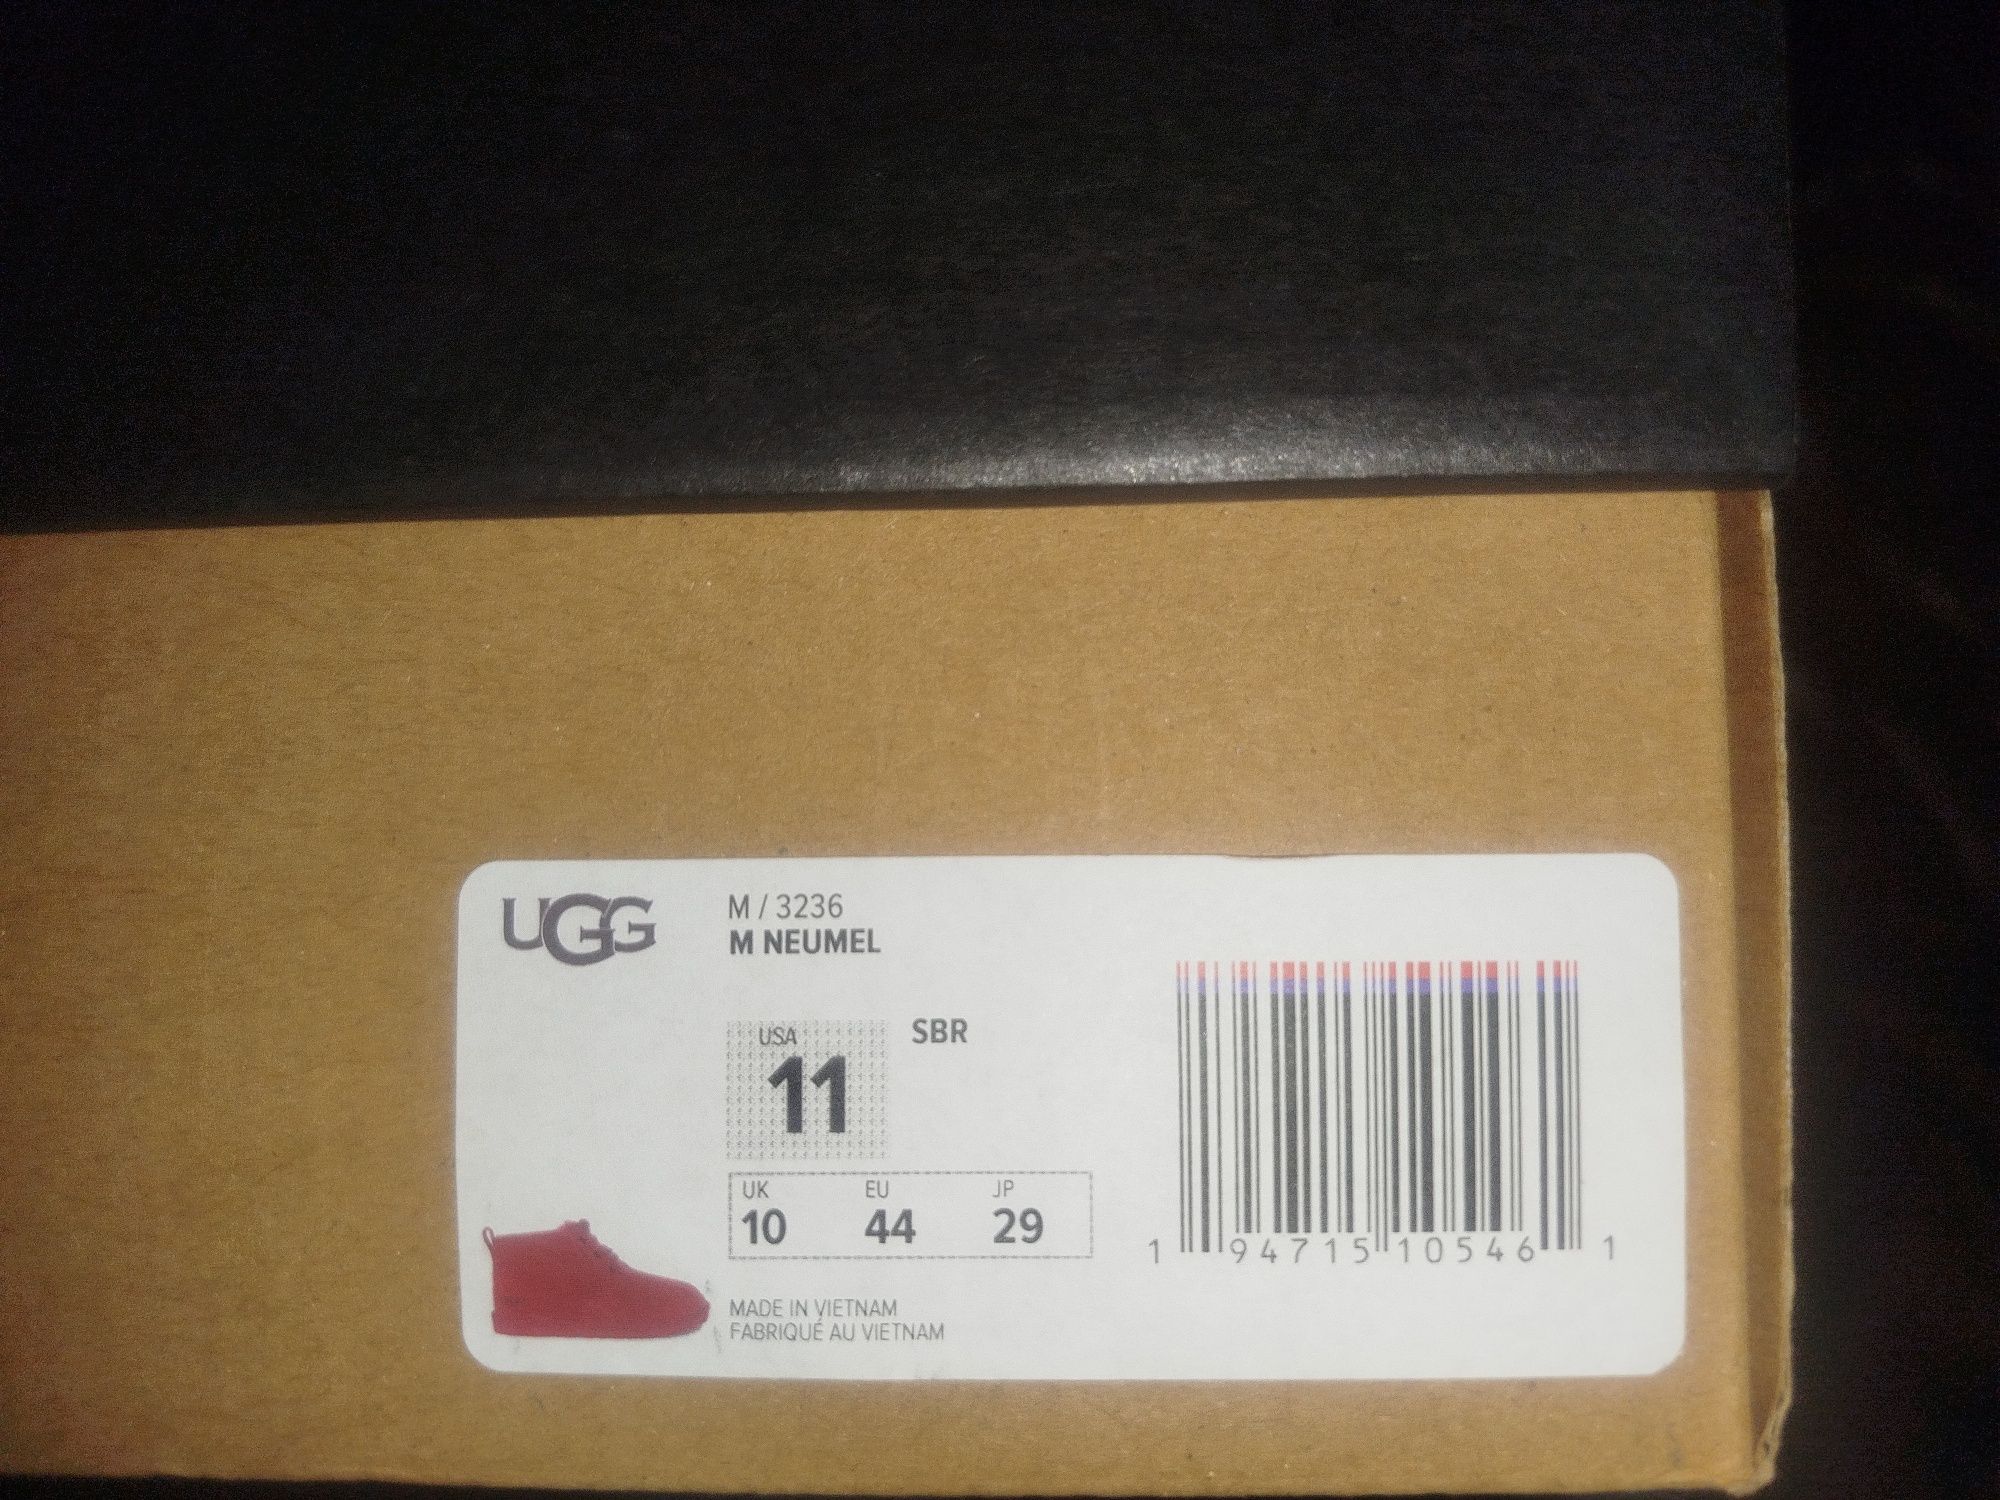 UGG
M / 3236
M NEUMEL
USA
11
SBR
UK EU JP
10 44 29
1 94715 10546 1
MADE IN VIETNAM
FABRIQUÉ AU VIETNAM